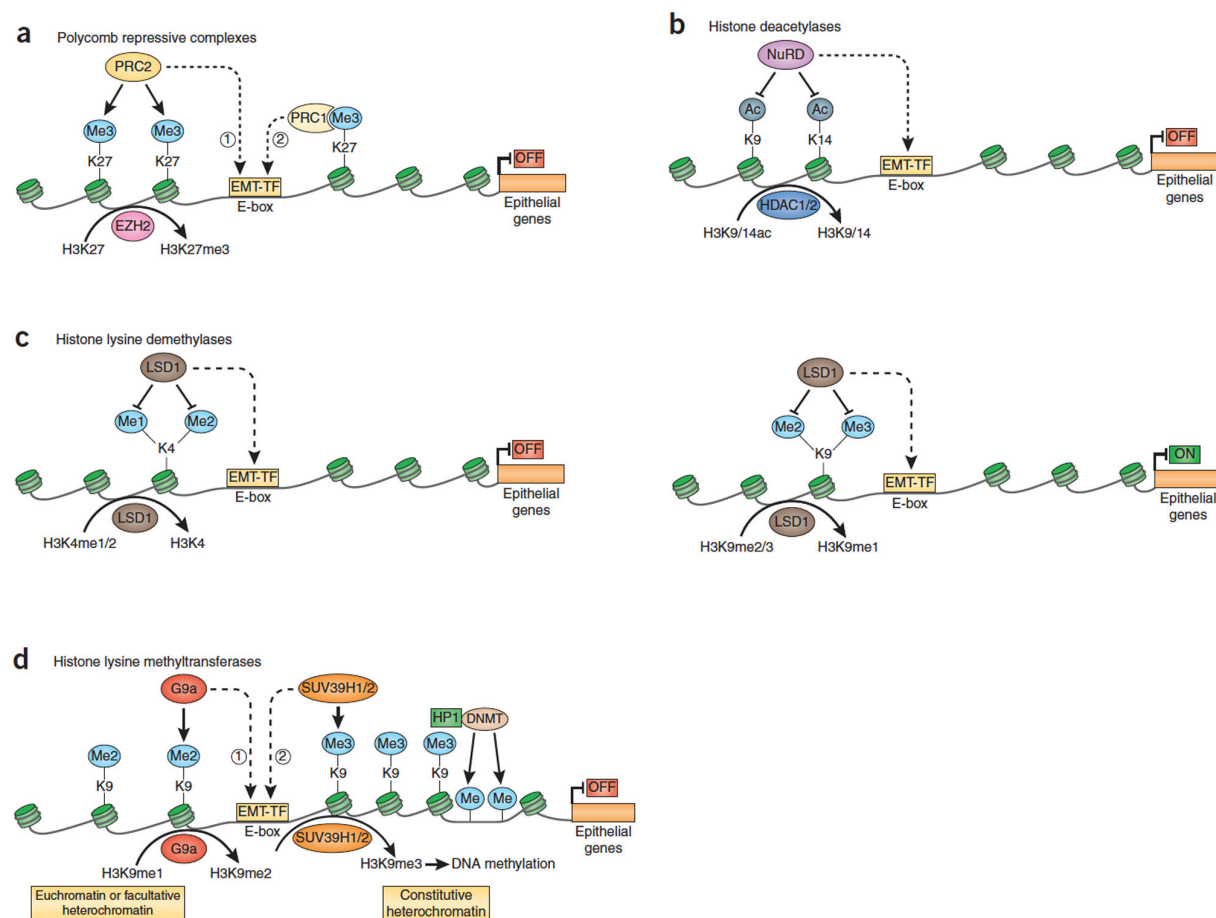 a Polycomb repressive complexes
PRC2
Me3 Me3
K27 K27
①
②
PRC1 Me3
K27
EMT-TF
E-box
OFF
Epithelial
genes
EZH2
H3K27 H3K27me3
b Histone deacetylases
NuRD
Ac Ac
K9 K14
EMT-TF
E-box
OFF
Epithelial
genes
HDAC1/2
H3K9/14ac H3K9/14
c Histone lysine demethylases
LSD1
Me1 Me2
K4
EMT-TF
E-box
OFF
Epithelial
genes
LSD1
H3K4me1/2 H3K4
LSD1
Me2 Me3
K9
EMT-TF
E-box
ON
Epithelial
genes
LSD1
H3K9me2/3 H3K9me1
d Histone lysine methyltransferases
G9a SUV39H1/2
HP1 DNMT
Me2 Me2 ① ② Me3 Me3 Me3
K9 K9 K9 K9 K9
Me Me
EMT-TF
E-box
OFF
Epithelial
genes
G9a SUV39H1/2
H3K9me1 H3K9me2 H3K9me3 DNA methylation
Euchromatin or facultative
heterochromatin
Constitutive
heterochromatin